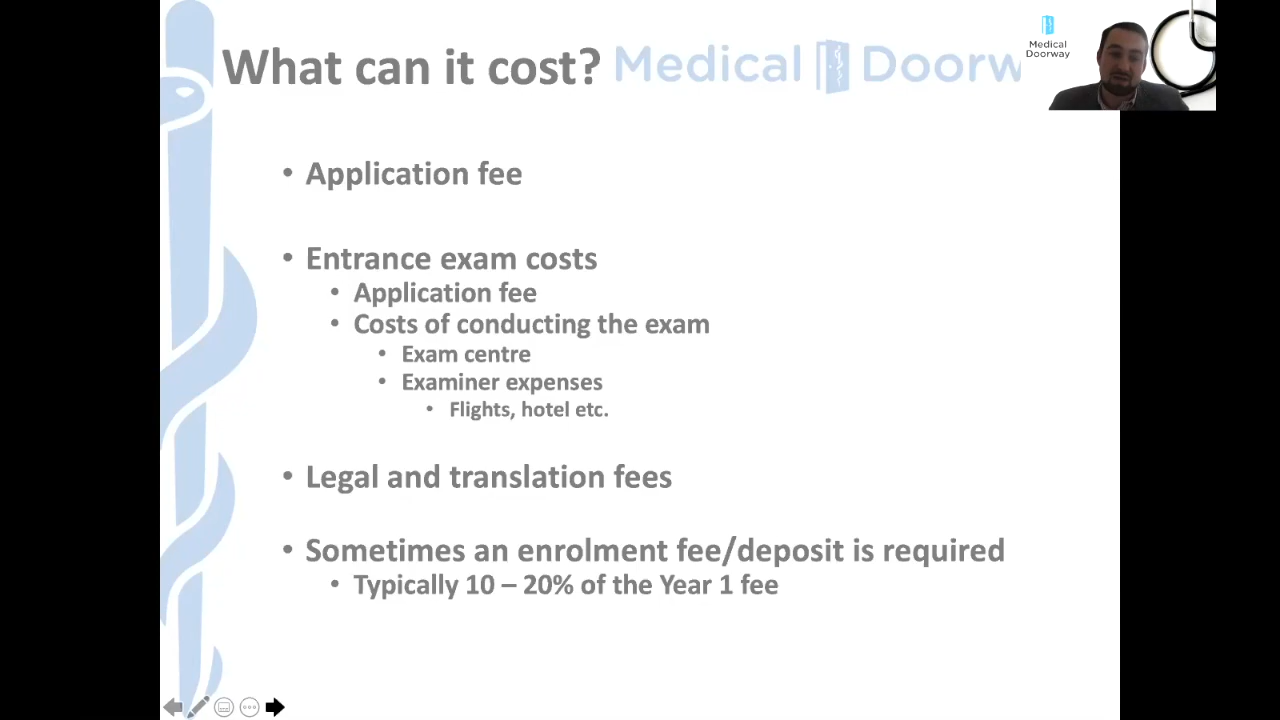 What can it cost?
Medical Doorw
Medical
Doorway
• Application fee
• Entrance exam costs
• Application fee
• Costs of conducting the exam
• Exam centre
• Examiner expenses
• Flights, hotel etc.
• Legal and translation fees
• Sometimes an enrolment fee/deposit is required
• Typically 10 – 20% of the Year 1 fee